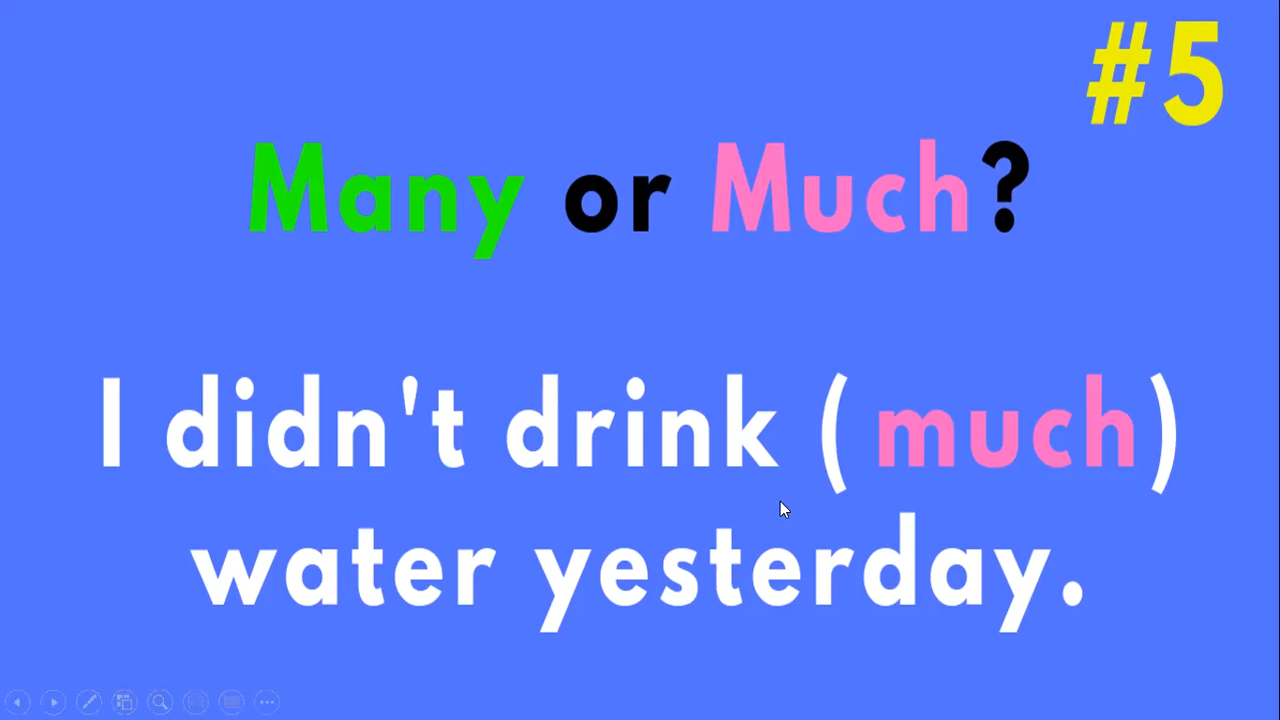 #5
Many or Much?
I didn't drink ( much)
water yesterday.